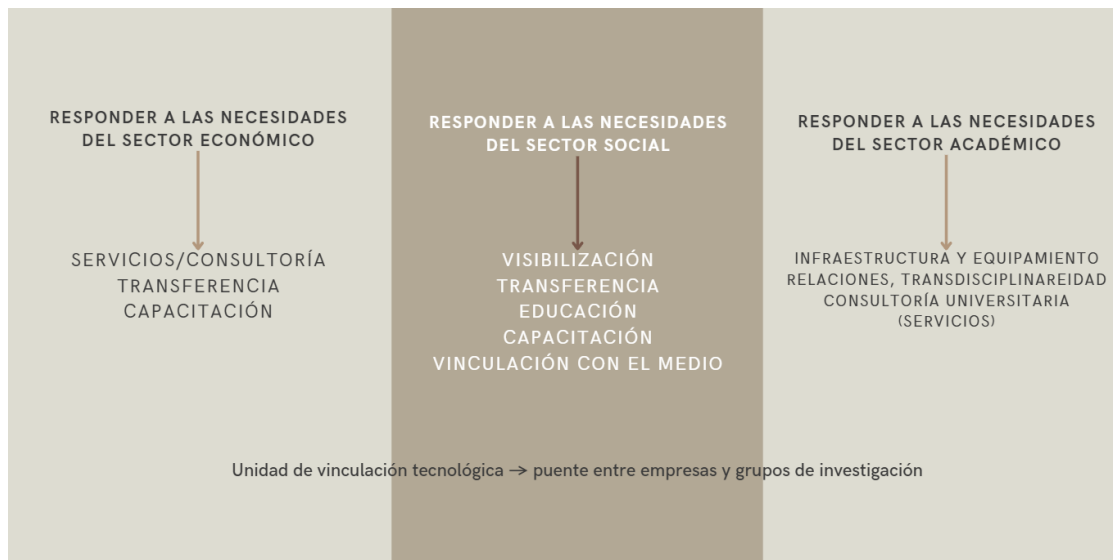 RESPONDER A LAS NECESIDADES
DEL SECTOR ECONÓMICO
SERVICIOS/CONSULTORÍA
TRANSFERENCIA
CAPACITACIÓN
RESPONDER A LAS NECESIDADES
DEL SECTOR SOCIAL
VISIBILIZACIÓN
TRANSFERENCIA
EDUCACIÓN
CAPACITACIÓN
VINCULACIÓN CON EL MEDIO
RESPONDER A LAS NECESIDADES
DEL SECTOR ACADÉMICO
INFRAESTRUCTURA Y EQUIPAMIENTO
RELACIONES, TRANSDISCIPLINAREIDAD
CONSULTORÍA UNIVERSITARIA
(SERVICIOS)
Unidad de vinculación tecnológica → puente entre empresas y grupos de investigación